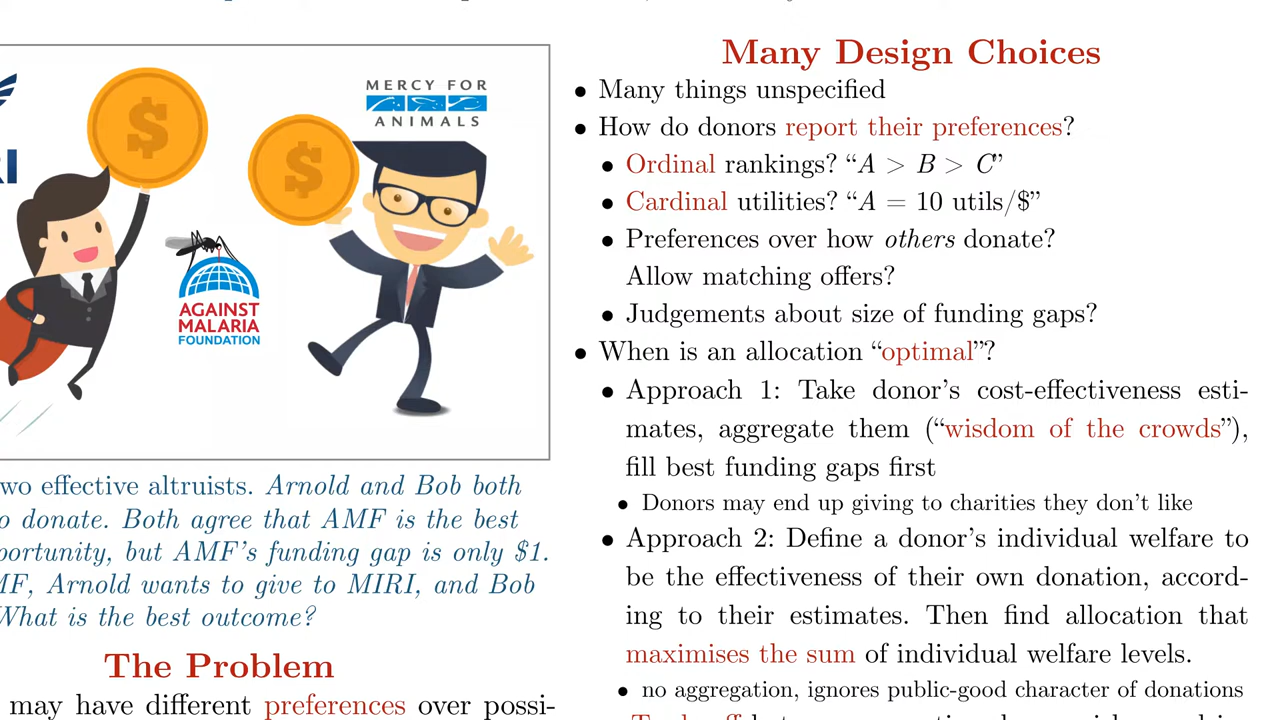 RI
MERCY FOR
ANIMALS
AGAINST
MALARIA
FOUNDATION
$
$
wo effective altruists. Arnold and Bob both
o donate. Both agree that AMF is the best
portunity, but AMF's funding gap is only $1.
MF, Arnold wants to give to MIRI, and Bob
What is the best outcome?
The Problem
may have different preferences over possi-
Many Design Choices
• Many things unspecified
• How do donors report their preferences?
• Ordinal rankings? “A > B > C”
• Cardinal utilities? “A = 10 utils/$”
• Preferences over how others donate?
Allow matching offers?
• Judgements about size of funding gaps?
• When is an allocation “optimal”?
• Approach 1: Take donor's cost-effectiveness esti-
mates, aggregate them (“wisdom of the crowds”),
fill best funding gaps first
• Donors may end up giving to charities they don't like
• Approach 2: Define a donor's individual welfare to
be the effectiveness of their own donation, accord-
ing to their estimates. Then find allocation that
maximises the sum of individual welfare levels.
• no aggregation, ignores public-good character of donations